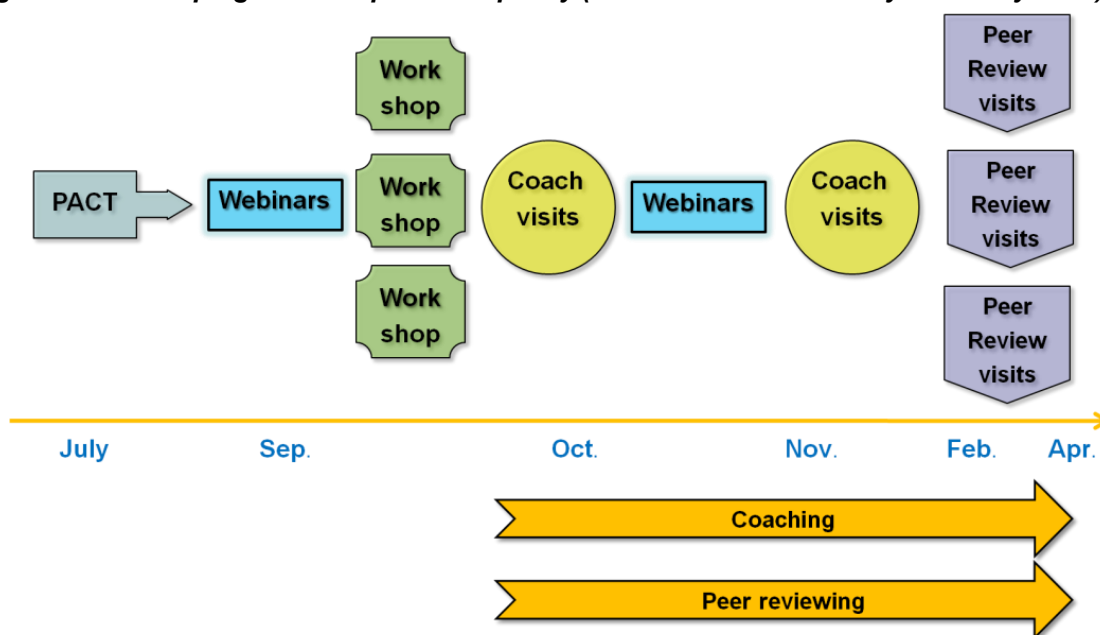 Work
shop
Peer
Review
visits
PACT
Webinars
Work
shop
Coach
visits
Webinars
Coach
visits
Peer
Review
visits
Work
shop
Peer
Review
visits
July
Sep.
Oct.
Nov.
Feb.
Apr.
Coaching
Peer reviewing